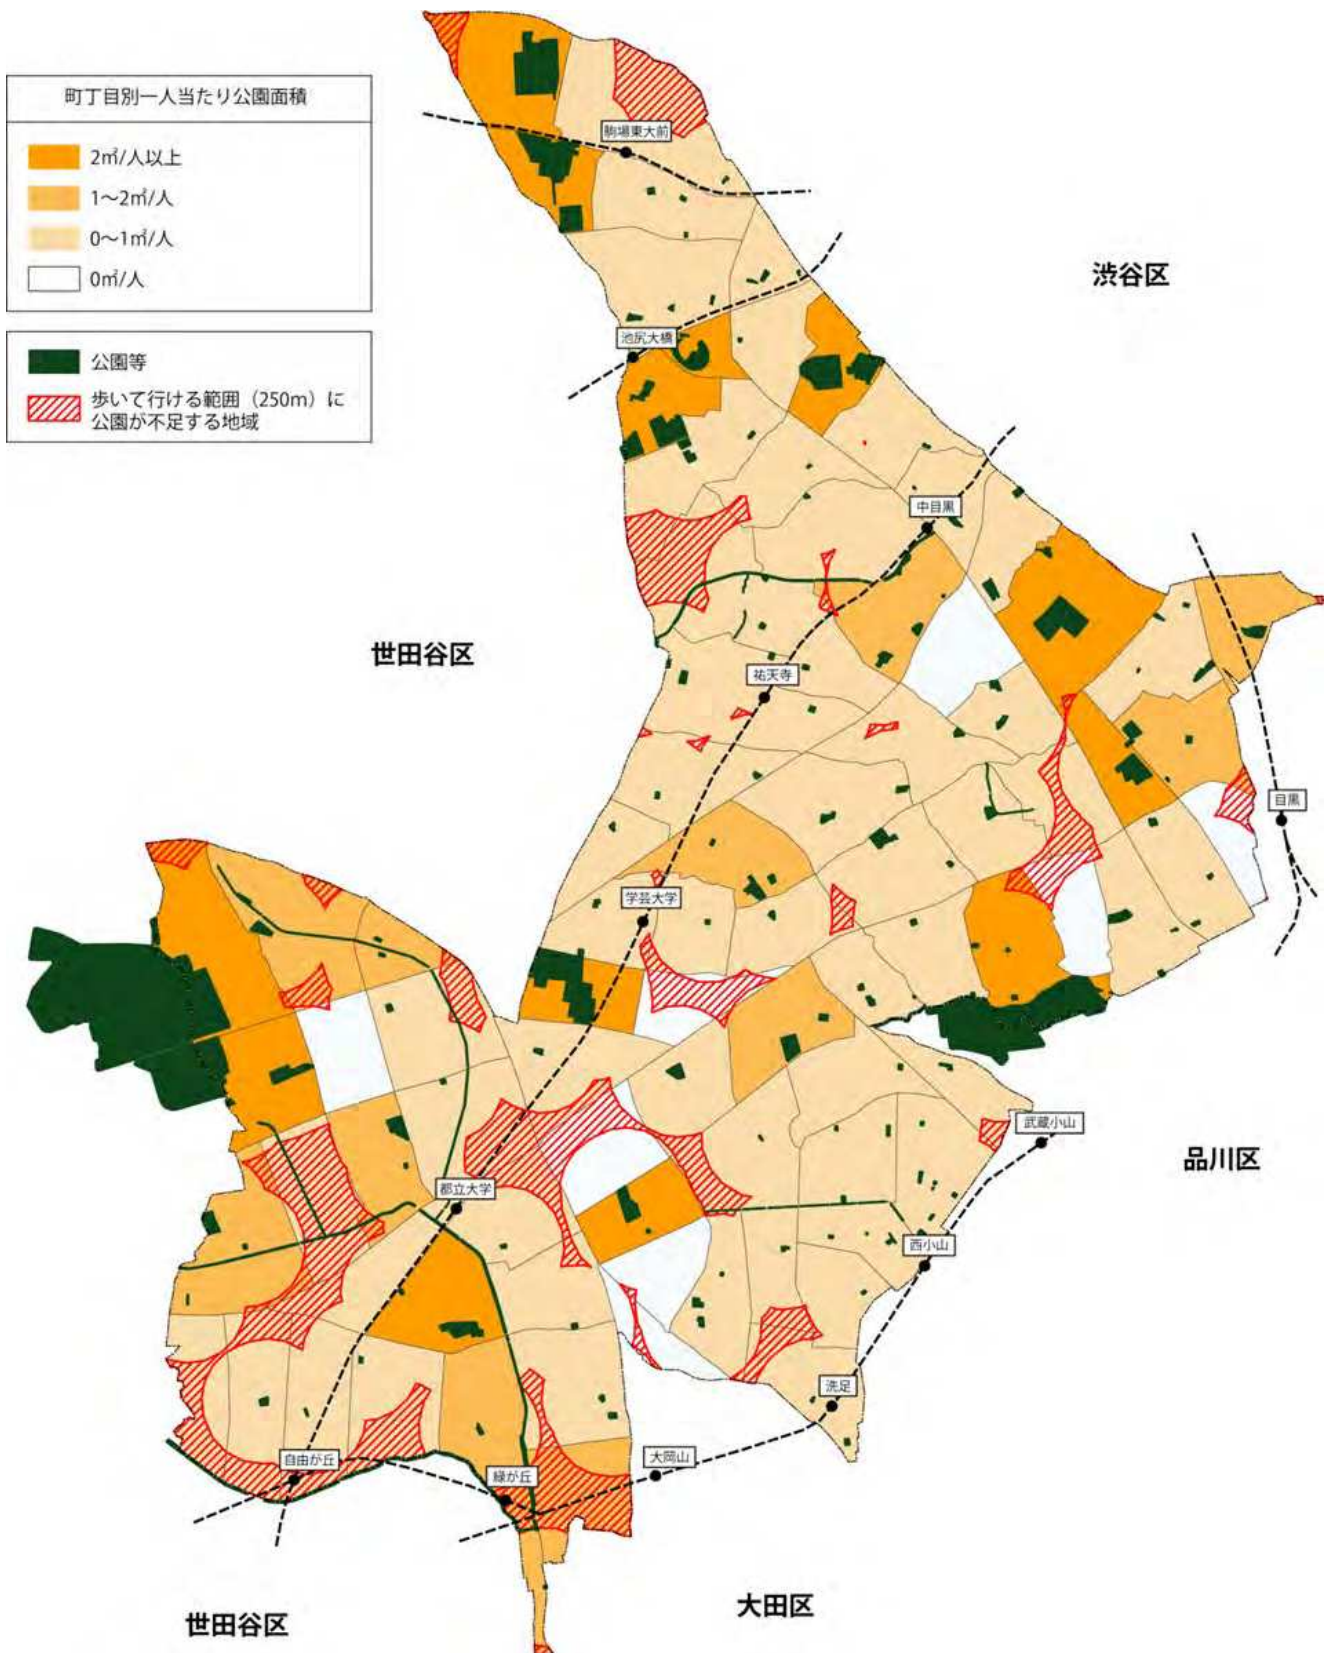 町丁目別一人当たり公園面積
2㎡/人以上
1～2㎡/人
0～1㎡/人
0㎡/人
公園等
歩いて行ける範囲（250m）に
公園が不足する地域
駒場東大前
渋谷区
池尻大橋
中目黒
世田谷区
祐天寺
目黒
学芸大学
武蔵小山
品川区
都立大学
西小山
洗足
自由が丘
緑が丘
大岡山
大田区
世田谷区